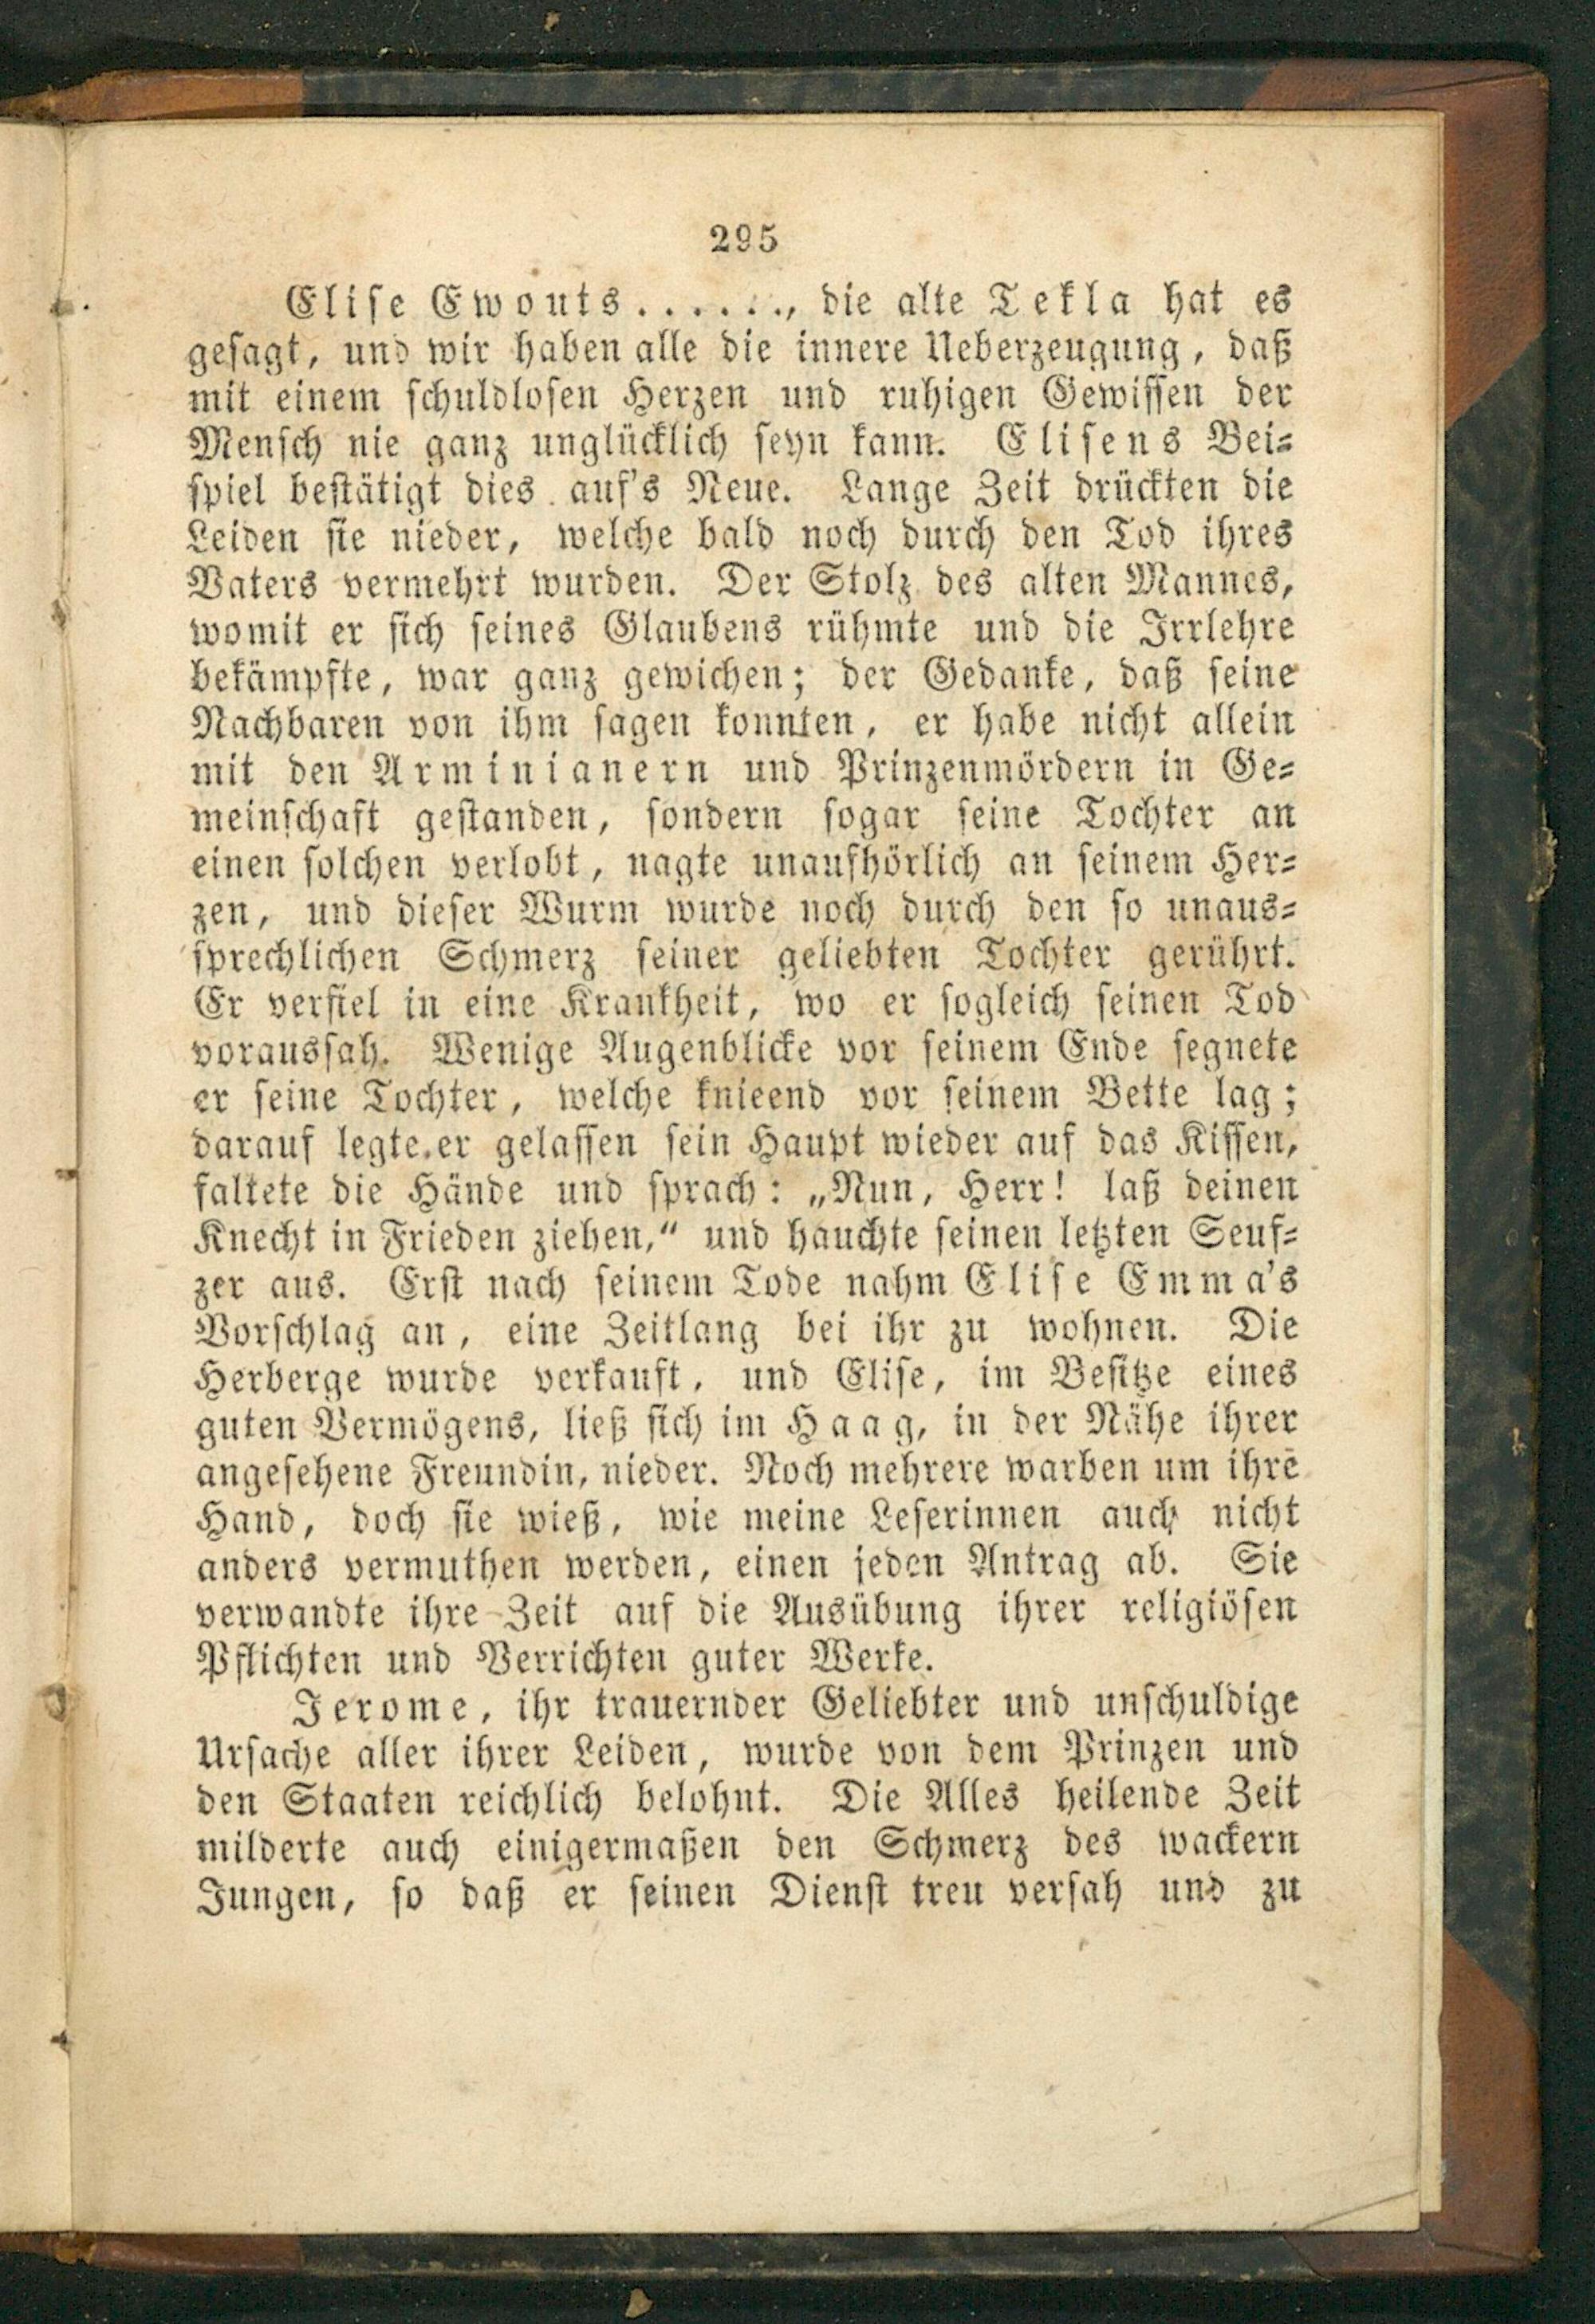 295
Elise Ewouts......., die alte Tekla hat es
gesagt, und wir haben alle die innere Ueberzeugung, daß
mit einem schuldlosen Herzen und ruhigen Gewissen der
Mensch nie ganz unglücklich seyn kann. Elisens Bei-
spiel bestätigt dies auf's Neue. Lange Zeit drückten die
Leiden sie nieder, welche bald noch durch den Tod ihres
Vaters vermehrt wurden. Der Stolz des alten Mannes,
womit er sich seines Glaubens rühmte und die Irrlehre
bekämpfte, war ganz gewichen; der Gedanke, daß seine
Nachbaren von ihm sagen konnten, er habe nicht allein
mit den Arminianern und Prinzenmördern in Ge-
meinschaft gestanden, sondern sogar seine Tochter an
einen solchen verlobt, nagte unaufhörlich an seinem Her-
zen, und dieser Wurm wurde noch durch den so unaus-
sprechlichen Schmerz seiner geliebten Tochter gerührt.
Er verfiel in eine Krankheit, wo er sogleich seinen Tod
voraussah. Wenige Augenblicke vor seinem Ende segnete
er seine Tochter, welche knieend vor seinem Bette lag;
darauf legte er gelassen sein Haupt wieder auf das Kissen,
faltete die Hände und sprach: „Nun, Herr! laß deinen
Knecht in Frieden ziehen,“ und hauchte seinen letzten Seuf-
zer aus. Erst nach seinem Tode nahm Elise Emma's
Vorschlag an, eine Zeitlang bei ihr zu wohnen. Die
Herberge wurde verkauft, und Elise, im Besitze eines
guten Vermögens, ließ sich im Haag, in der Nähe ihrer
angesehene Freundin, nieder. Noch mehrere warben um ihre
Hand, doch sie wieß, wie meine Leserinnen auch nicht
anders vermuthen werden, einen jeden Antrag ab. Sie
verwandte ihre Zeit auf die Ausübung ihrer religiösen
Pflichten und Verrichten guter Werke.
Jerome, ihr trauernder Geliebter und unschuldige
Ursache aller ihrer Leiden, wurde von dem Prinzen und
den Staaten reichlich belohnt. Die Alles heilende Zeit
milderte auch einigermaßen den Schmerz des wackern
Jungen, so daß er seinen Dienst treu versah und zu